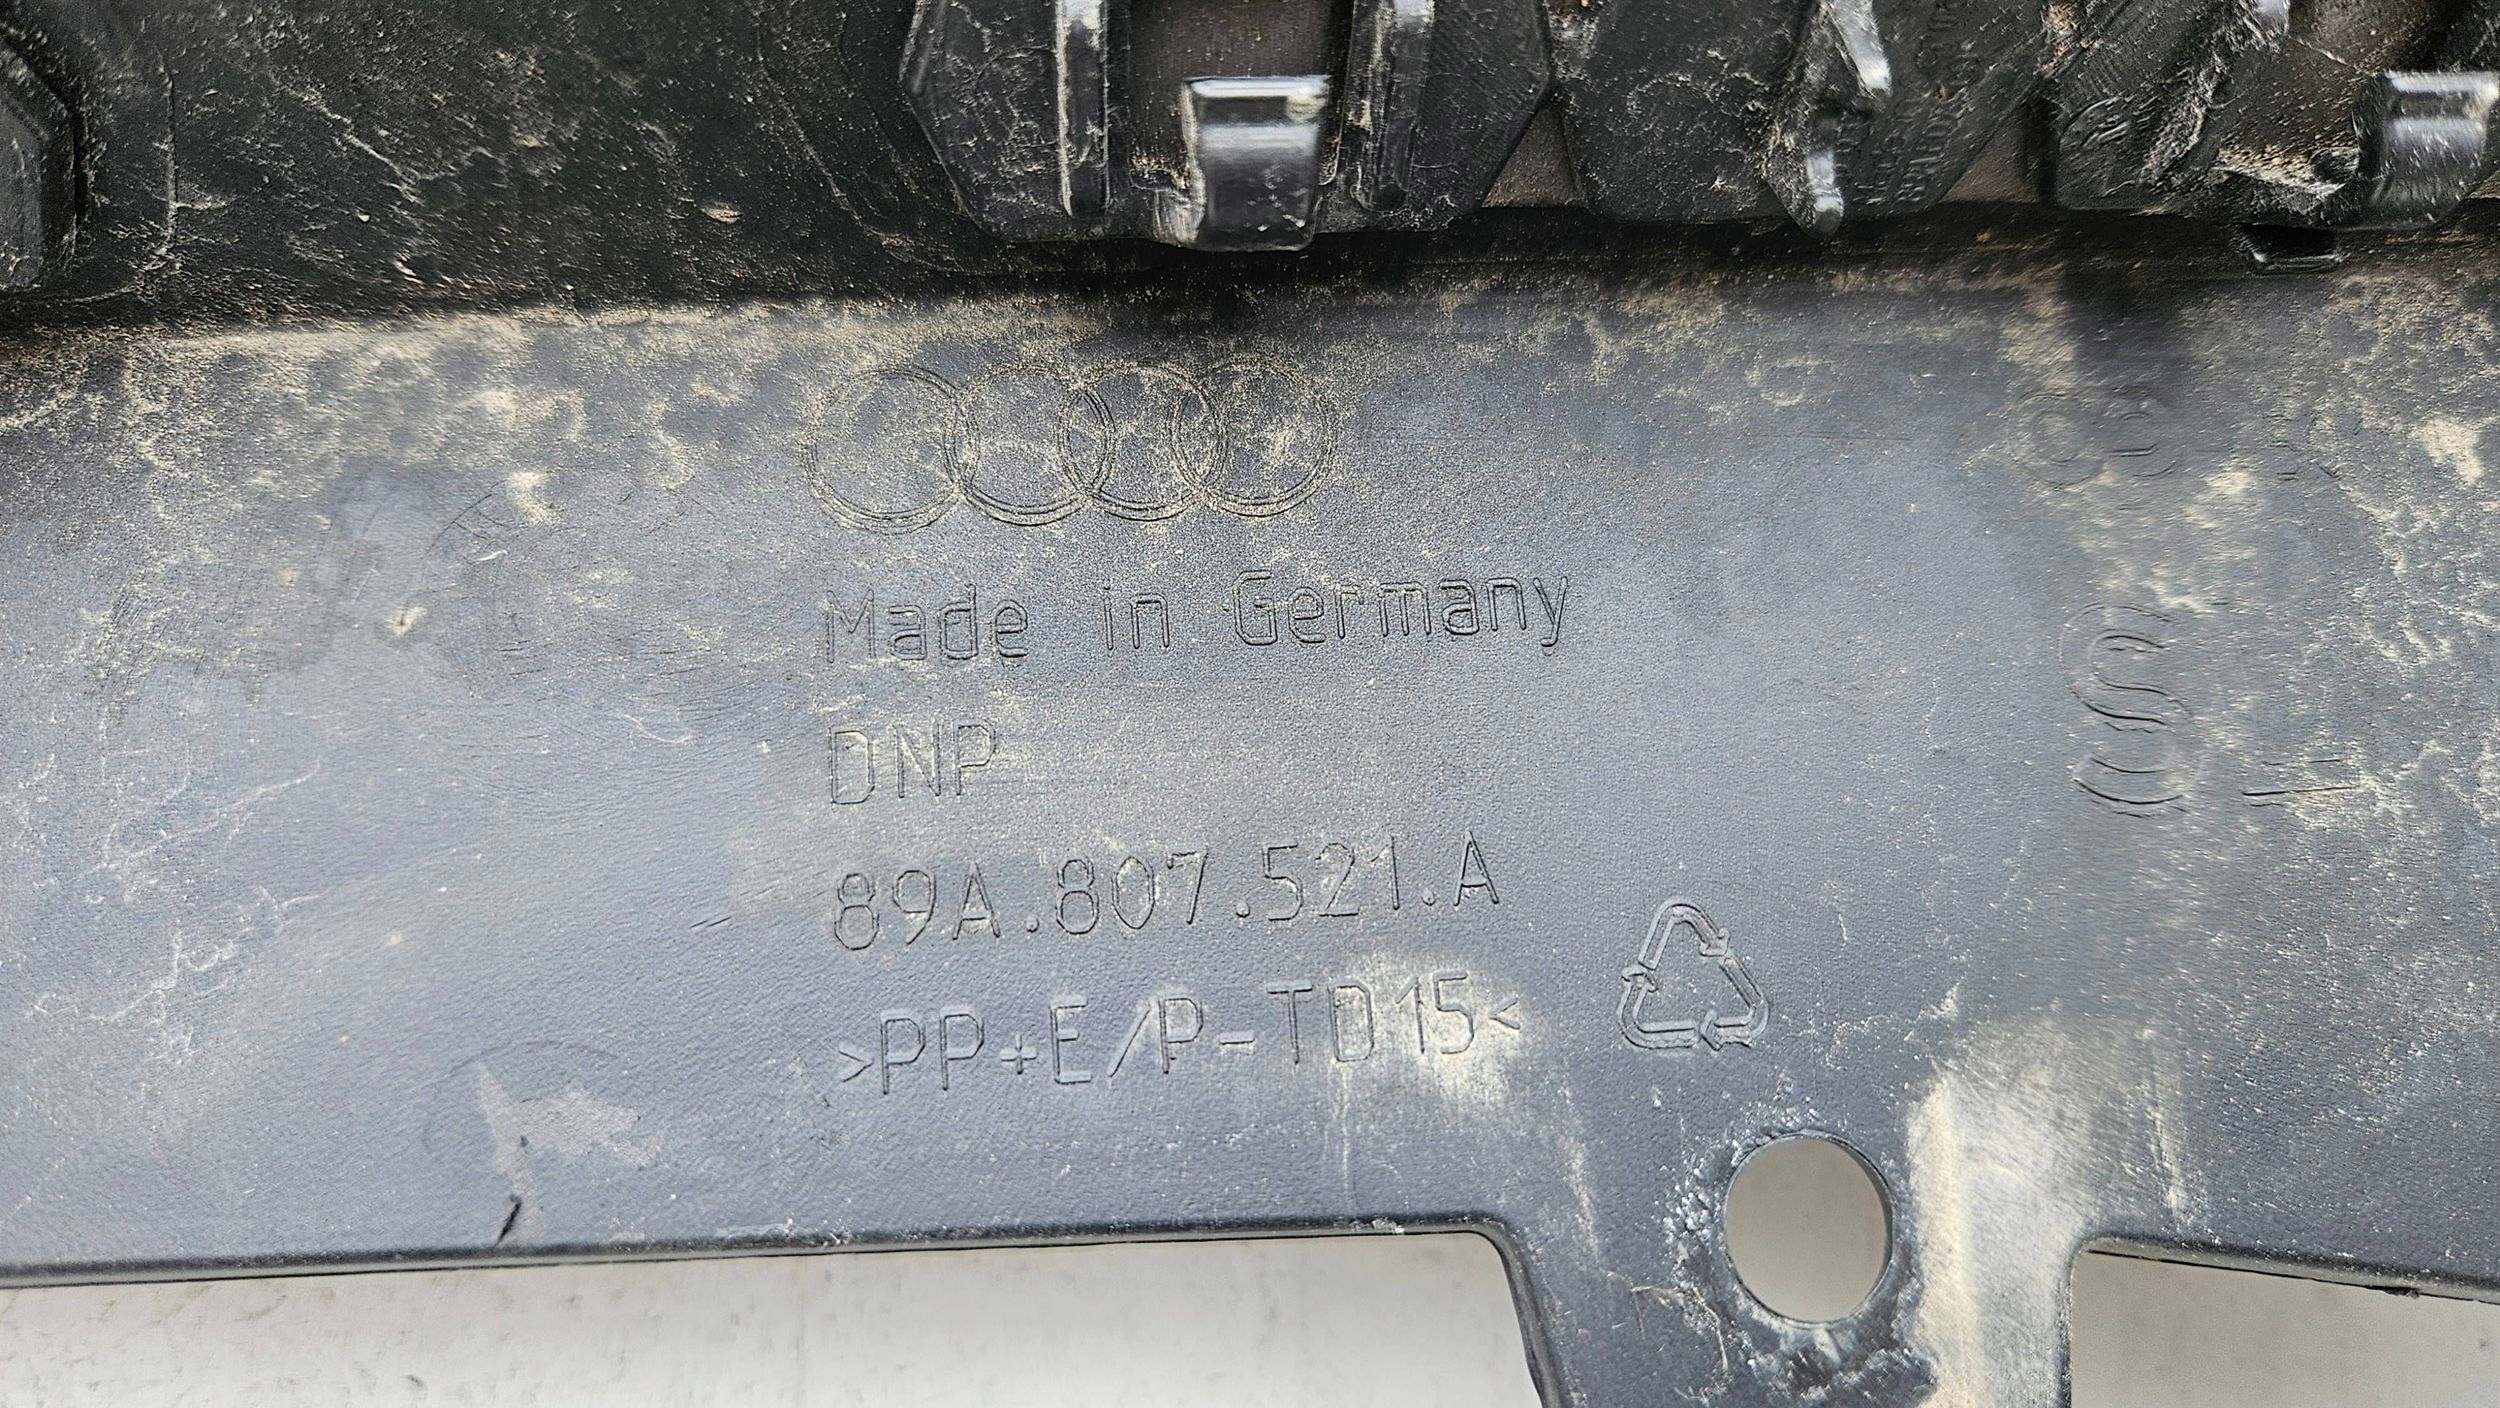 Made in Germany
DNP
89A.807.521.A
>PP+E/P-TD15<